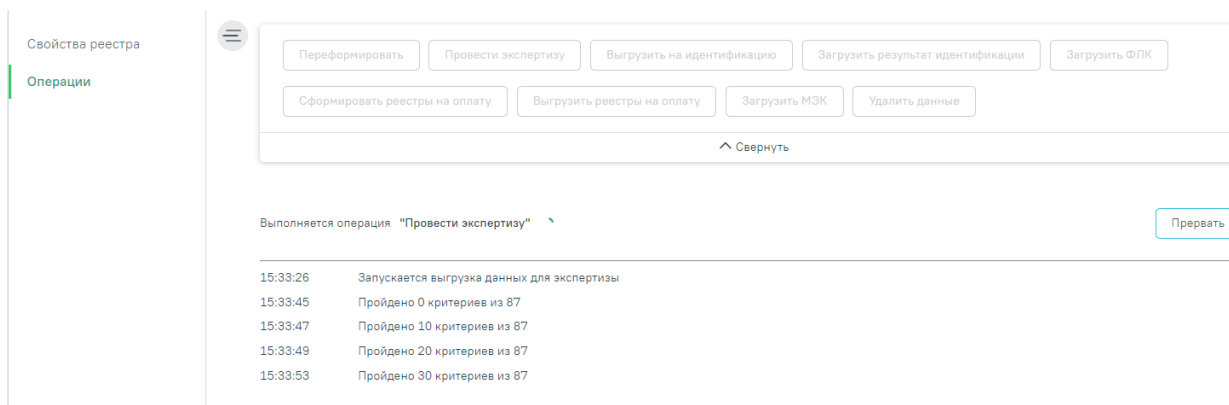 Свойства реестра
Операции
Переформировать Провести экспертизу Выгрузить на идентификацию Загрузить результат идентификации Загрузить ФЛК
Сформировать реестры на оплату Выгрузить реестры на оплату Загрузить МЭК Удалить данные
Свернуть
Выполняется операция "Провести экспертизу" Прервать
15:33:26 Запускается выгрузка данных для экспертизы
15:33:45 Пройдено 0 критериев из 87
15:33:47 Пройдено 10 критериев из 87
15:33:49 Пройдено 20 критериев из 87
15:33:53 Пройдено 30 критериев из 87